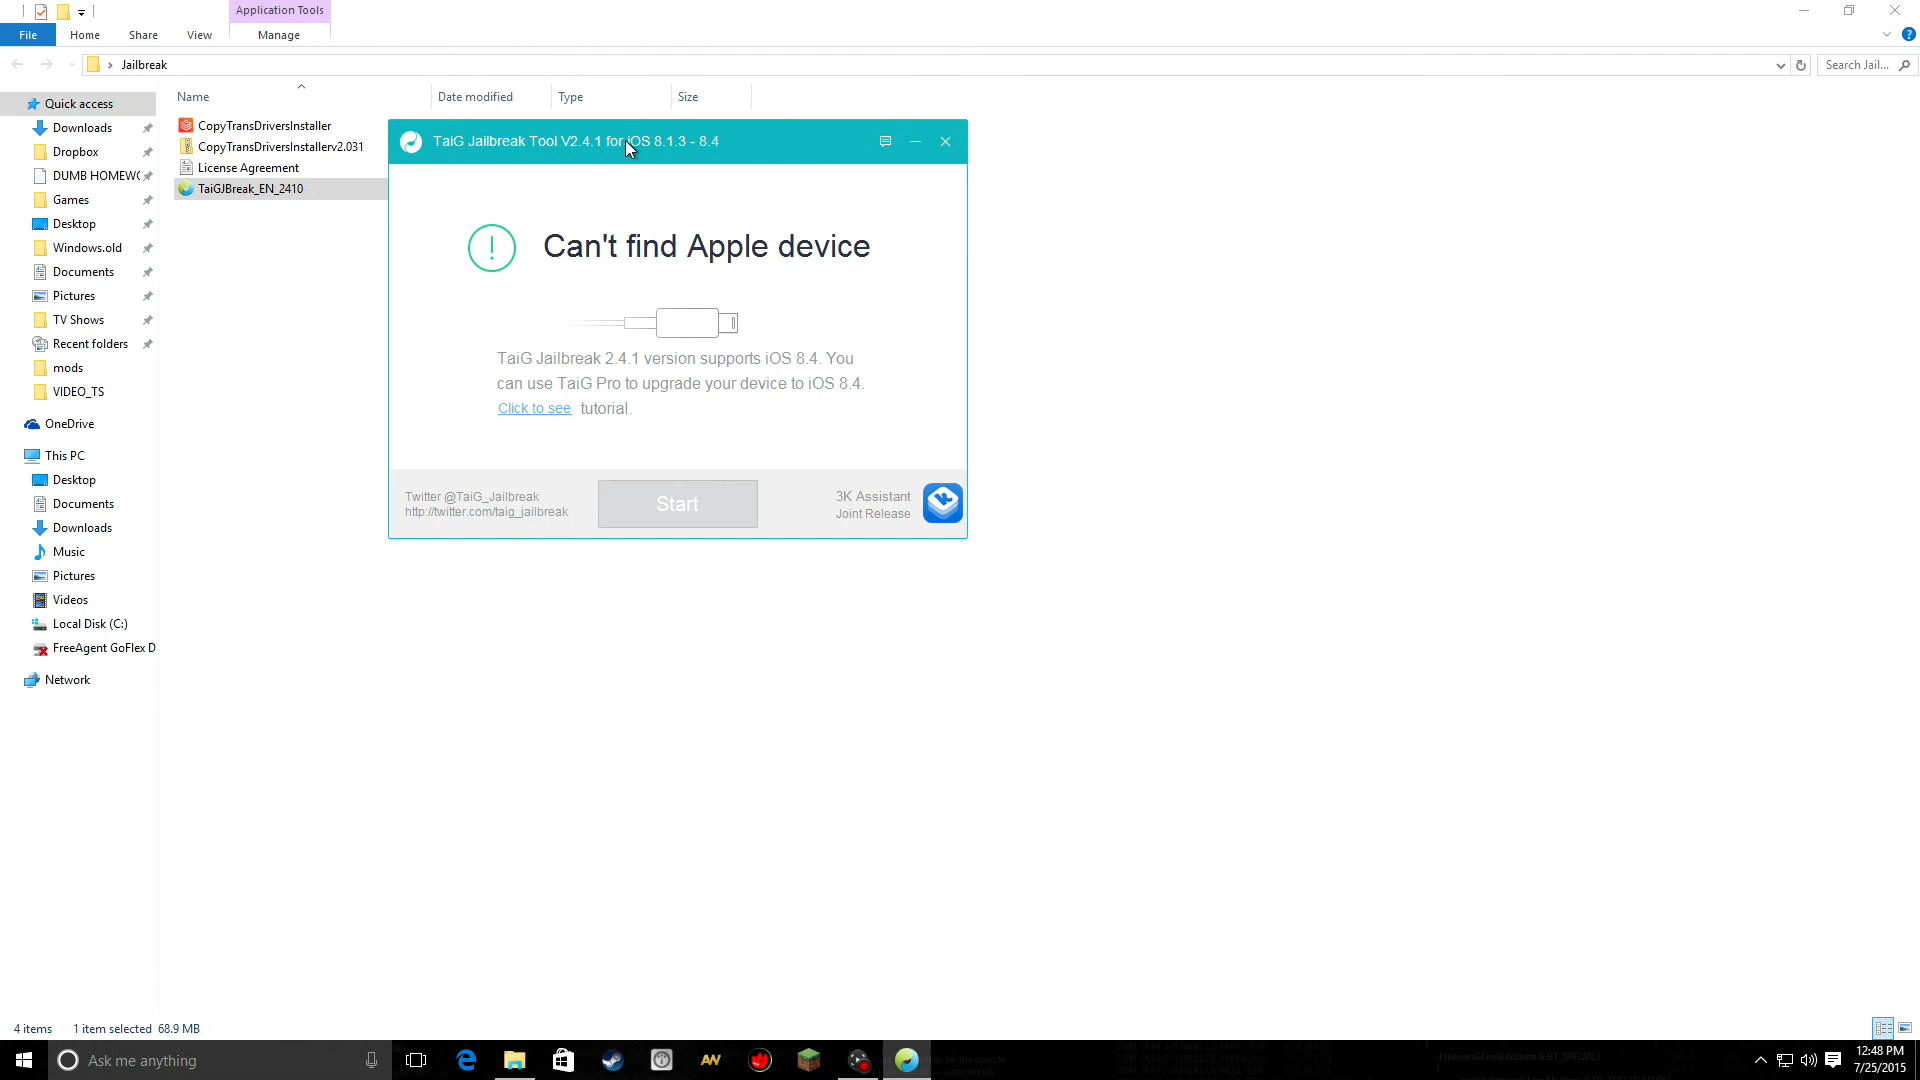 Application Tools
File
Home
Share
View
Manage
Jailbreak
Search Jail...
Name
Date modified
Type
Size
Quick access
Downloads
Dropbox
DUMB HOMEWC
Games
Desktop
Windows.old
Documents
Pictures
TV Shows
Recent folders
mods
VIDEO_TS
OneDrive
This PC
Desktop
Documents
Downloads
Music
Pictures
Videos
Local Disk (C:)
FreeAgent GoFlex D
Network
CopyTransDriversInstaller
CopyTransDriversInstallerv2.031
License Agreement
TaiGJBreak_EN_2410
TaiG Jailbreak Tool V2.4.1 for iOS 8.1.3 - 8.4
Can't find Apple device
TaiG Jailbreak 2.4.1 version supports iOS 8.4. You
can use TaiG Pro to upgrade your device to iOS 8.4.
Click to see tutorial.
Twitter @TaiG_Jailbreak
http://twitter.com/taig_jailbreak
Start
3K Assistant
Joint Release
4 items 1 item selected 68.9 MB
Ask me anything
AW
12:48 PM
7/25/2015